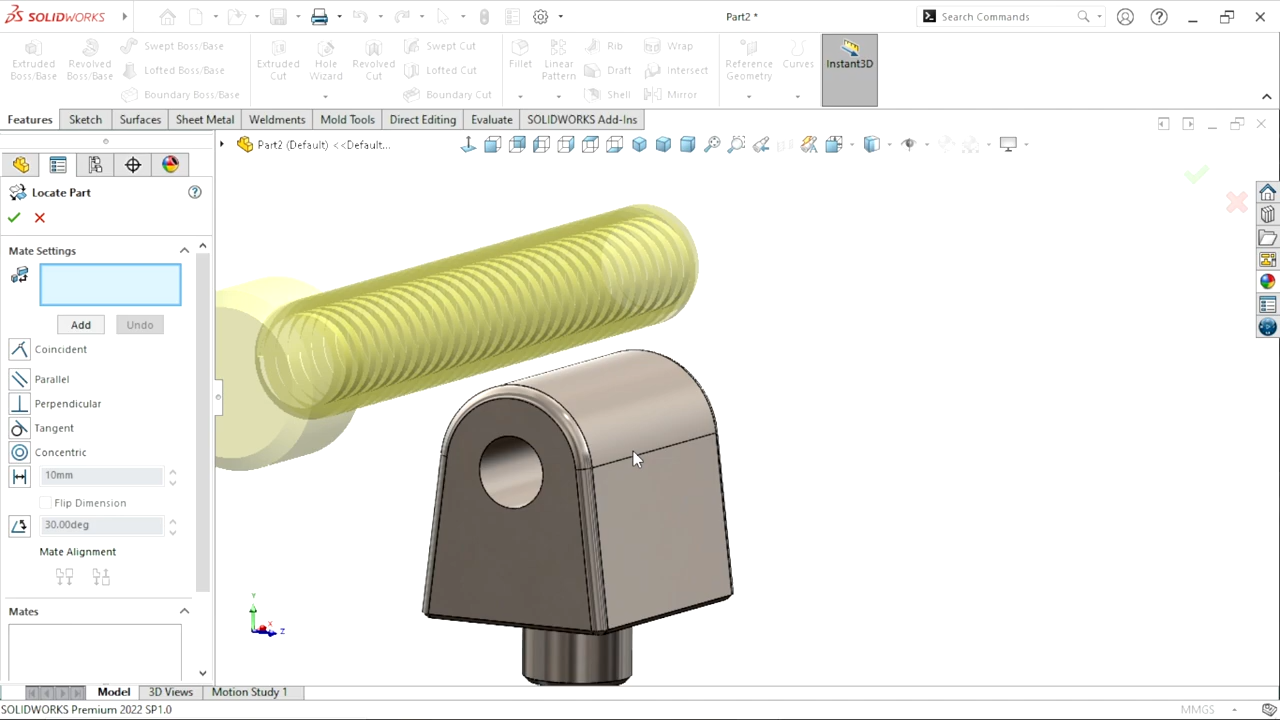 SOLIDWORKS
Part2 *
Search Commands
Extruded Boss/Base
Revolved Boss/Base
Swept Boss/Base
Lofted Boss/Base
Boundary Boss/Base
Extruded Cut
Hole Wizard
Revolved Cut
Swept Cut
Lofted Cut
Boundary Cut
Fillet
Linear Pattern
Rib
Draft
Shell
Wrap
Intersect
Mirror
Reference Geometry
Curves
Instant3D
Features
Sketch
Surfaces
Sheet Metal
Weldments
Mold Tools
Direct Editing
Evaluate
SOLIDWORKS Add-Ins
Part2 (Default) <<Default...
Locate Part
Mate Settings
Add
Undo
Coincident
Parallel
Perpendicular
Tangent
Concentric
10mm
Flip Dimension
30.00deg
Mate Alignment
Mates
Y
X
Z
Model
3D Views
Motion Study 1
SOLIDWORKS Premium 2022 SP1.0
MMGS